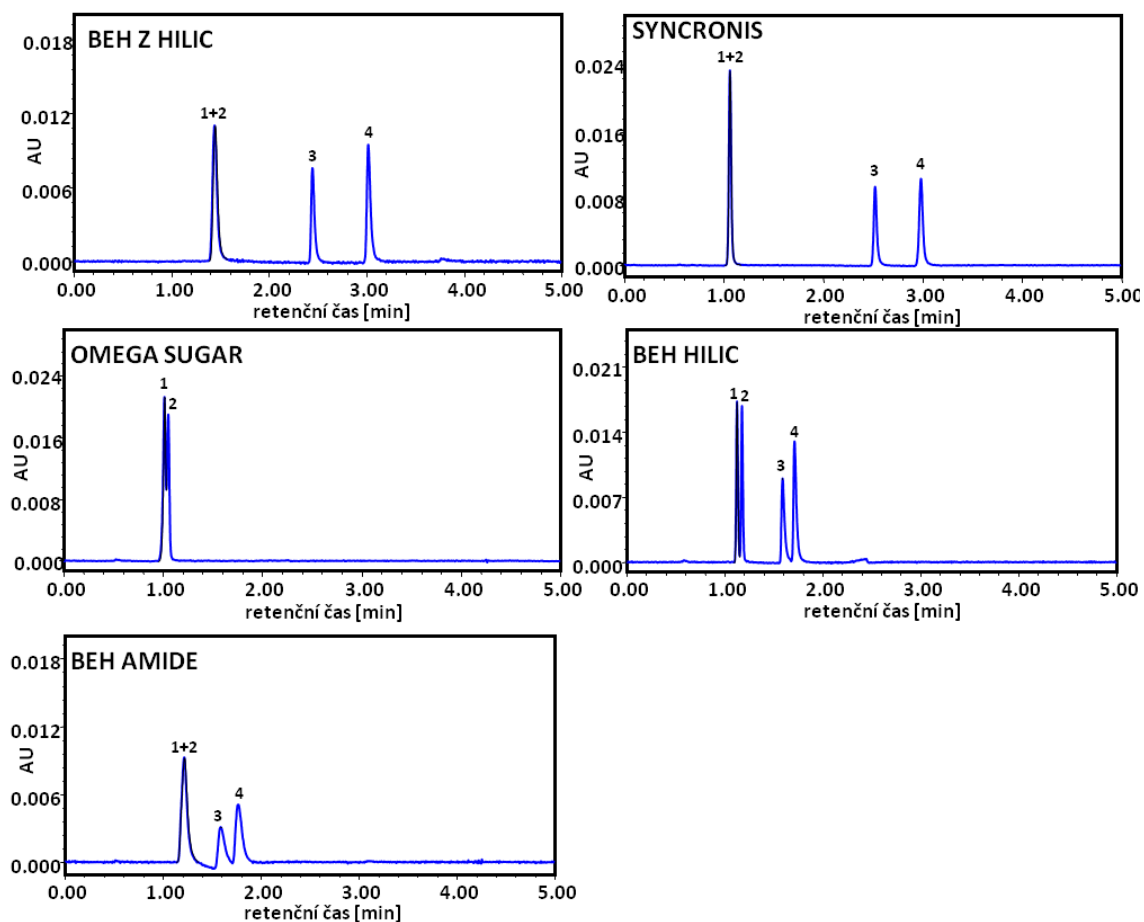 BEH Z HILIC
0.018
0.012
0.006
0.000
AU
1+2
3
4
0.00 1.00 2.00 3.00 4.00 5.00
retenční čas [min]
SYNCRONIS
0.024
0.016
0.008
0.000
AU
1+2
3
4
0.00 1.00 2.00 3.00 4.00 5.00
retenční čas [min]
OMEGA SUGAR
0.024
0.016
0.008
0.000
AU
1
2
0.00 1.00 2.00 3.00 4.00 5.00
retenční čas [min]
BEH HILIC
0.021
0.014
0.007
0.000
AU
1 2
3
4
0.00 1.00 2.00 3.00 4.00 5.00
retenční čas [min]
BEH AMIDE
0.018
0.012
0.006
0.000
AU
1+2
3
4
0.00 1.00 2.00 3.00 4.00 5.00
retenční čas [min]